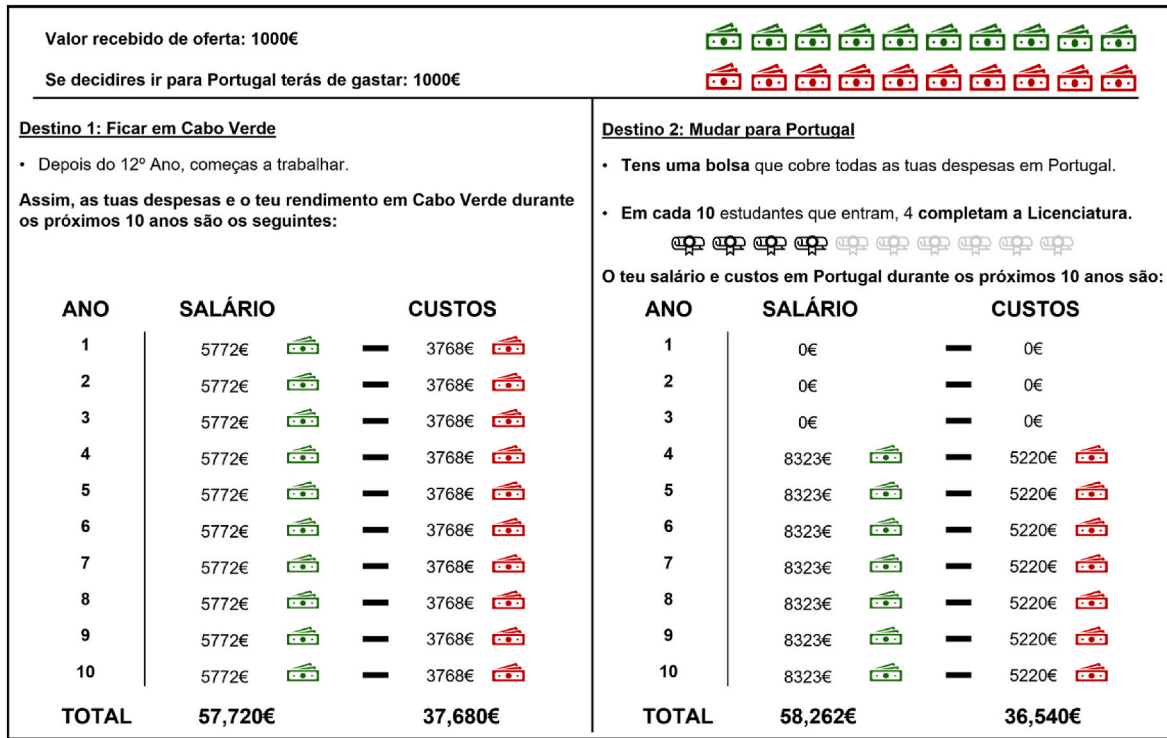 Valor recebido de oferta: 1000€
Se decidires ir para Portugal terás de gastar: 1000€
Destino 1: Ficar em Cabo Verde
• Depois do 12º Ano, começas a trabalhar.
Assim, as tuas despesas e o teu rendimento em Cabo Verde durante
os próximos 10 anos são os seguintes:
ANO SALÁRIO CUSTOS
1 5772€ — 3768€
2 5772€ — 3768€
3 5772€ — 3768€
4 5772€ — 3768€
5 5772€ — 3768€
6 5772€ — 3768€
7 5772€ — 3768€
8 5772€ — 3768€
9 5772€ — 3768€
10 5772€ — 3768€
TOTAL 57,720€ 37,680€
Destino 2: Mudar para Portugal
• Tens uma bolsa que cobre todas as tuas despesas em Portugal.
• Em cada 10 estudantes que entram, 4 completam a Licenciatura.
O teu salário e custos em Portugal durante os próximos 10 anos são:
ANO SALÁRIO CUSTOS
1 0€ — 0€
2 0€ — 0€
3 0€ — 0€
4 8323€ — 5220€
5 8323€ — 5220€
6 8323€ — 5220€
7 8323€ — 5220€
8 8323€ — 5220€
9 8323€ — 5220€
10 8323€ — 5220€
TOTAL 58,262€ 36,540€